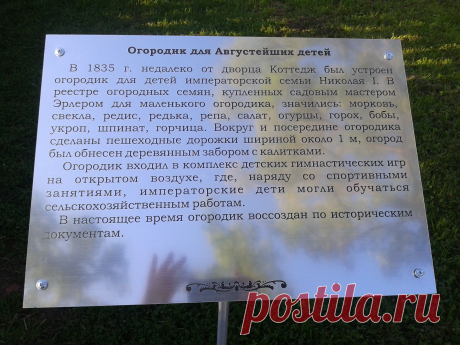 Огородик для Августейших детей
В 1835 г. недалеко от дворца Коттедж был устроен
огородик для детей императорской семьи Николая I. В
реестре огородных семян, купленных садовым мастером
Эрлером для маленького огородика, значились: морковь,
свекла, редис, редька, репа, салат, огурцы, горох, бобы,
укроп, шпинат, горчица. Вокруг и посередине огородика
сделаны пешеходные дорожки шириной около 1 м, огород
был обнесен деревянным забором с калитками.
Огородик входил в комплекс детских гимнастических игр
на открытом воздухе, где, наряду со спортивными
занятиями, императорские дети могли обучаться
сельскохозяйственным работам.
В настоящее время огородик воссоздан по историческим
документам.
postila.ru